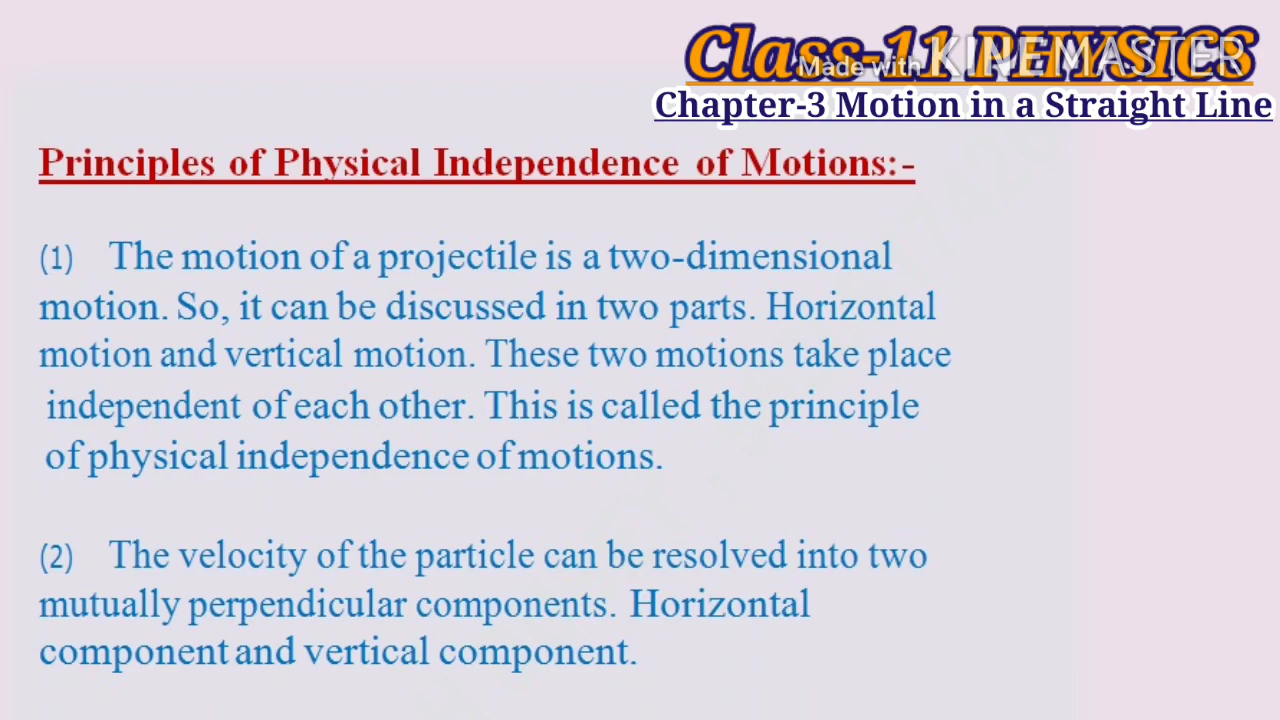 Class-11 PHYSICS
Made with KINEMASTER
Chapter-3 Motion in a Straight Line
Principles of Physical Independence of Motions:-
(1) The motion of a projectile is a two-dimensional
motion. So, it can be discussed in two parts. Horizontal
motion and vertical motion. These two motions take place
independent of each other. This is called the principle
of physical independence of motions.
(2) The velocity of the particle can be resolved into two
mutually perpendicular components. Horizontal
component and vertical component.